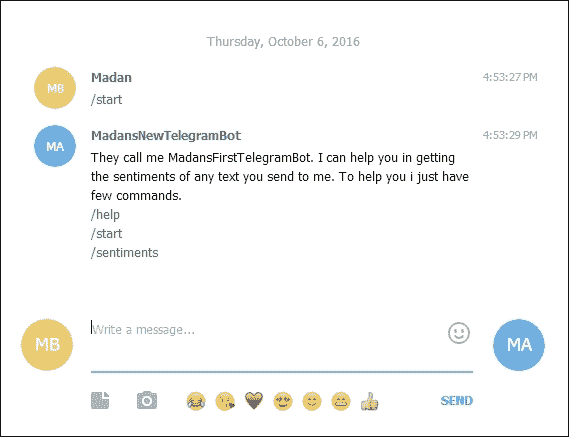 Thursday, October 6, 2016
MB
Madan
4:53:27 PM
/start
MA
MadansNewTelegramBot
4:53:29 PM
They call me MadansFirstTelegramBot. I can help you in getting
the sentiments of any text you send to me. To help you i just have
few commands.
/help
/start
/sentiments
MB
Write a message...
MA
SEND